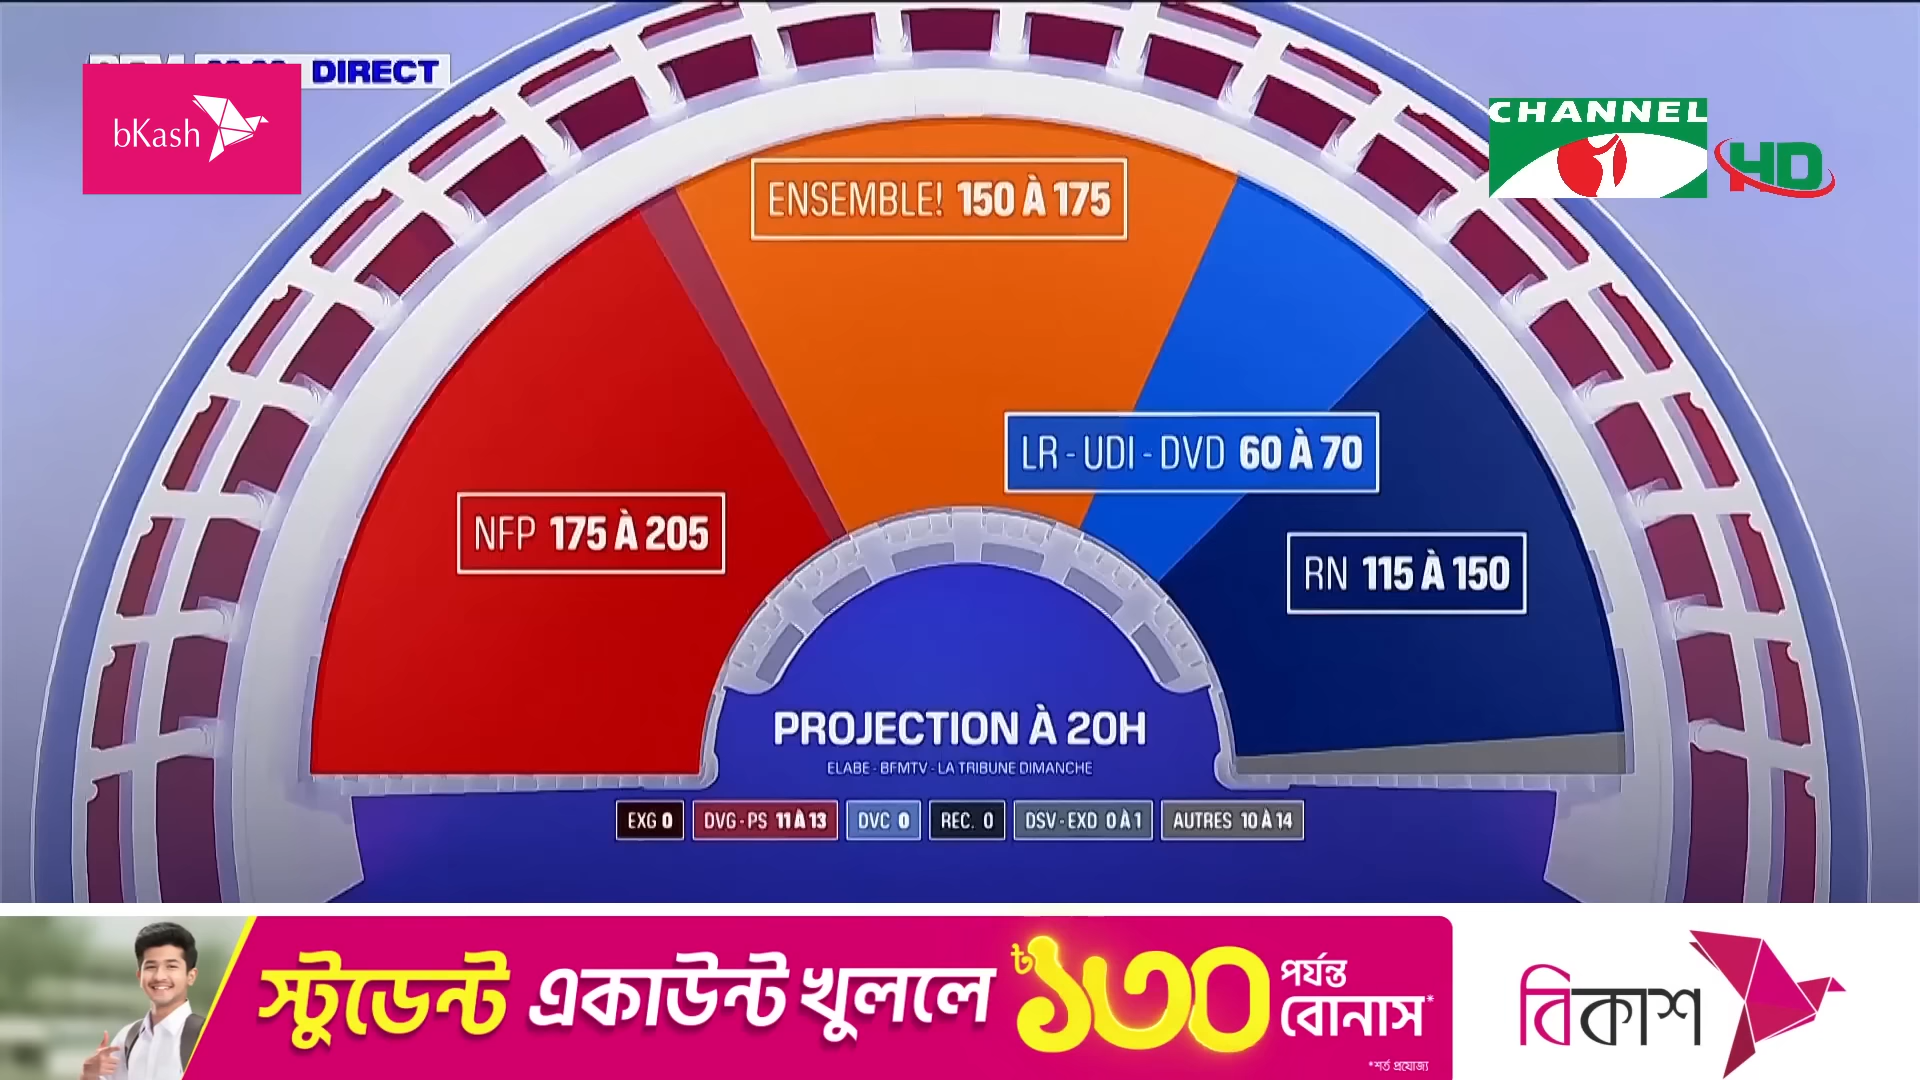 DIRECT
bKash
CHANNEL
i HD
ENSEMBLE! 150 À 175
LR - UDI - DVD 60 À 70
NFP 175 À 205
RN 115 À 150
PROJECTION À 20H
ELABE - BFMTV - LA TRIBUNE DIMANCHE
EXG 0
DVG - PS 11 À 13
DVC 0
REC. 0
DSV - EXD 0 À 1
AUTRES 10 À 14
স্টুডেন্ট একাউন্ট খুললে ৳১৩০ পর্যন্ত বোনাস*
*শর্ত প্রযোজ্য
বিকাশ